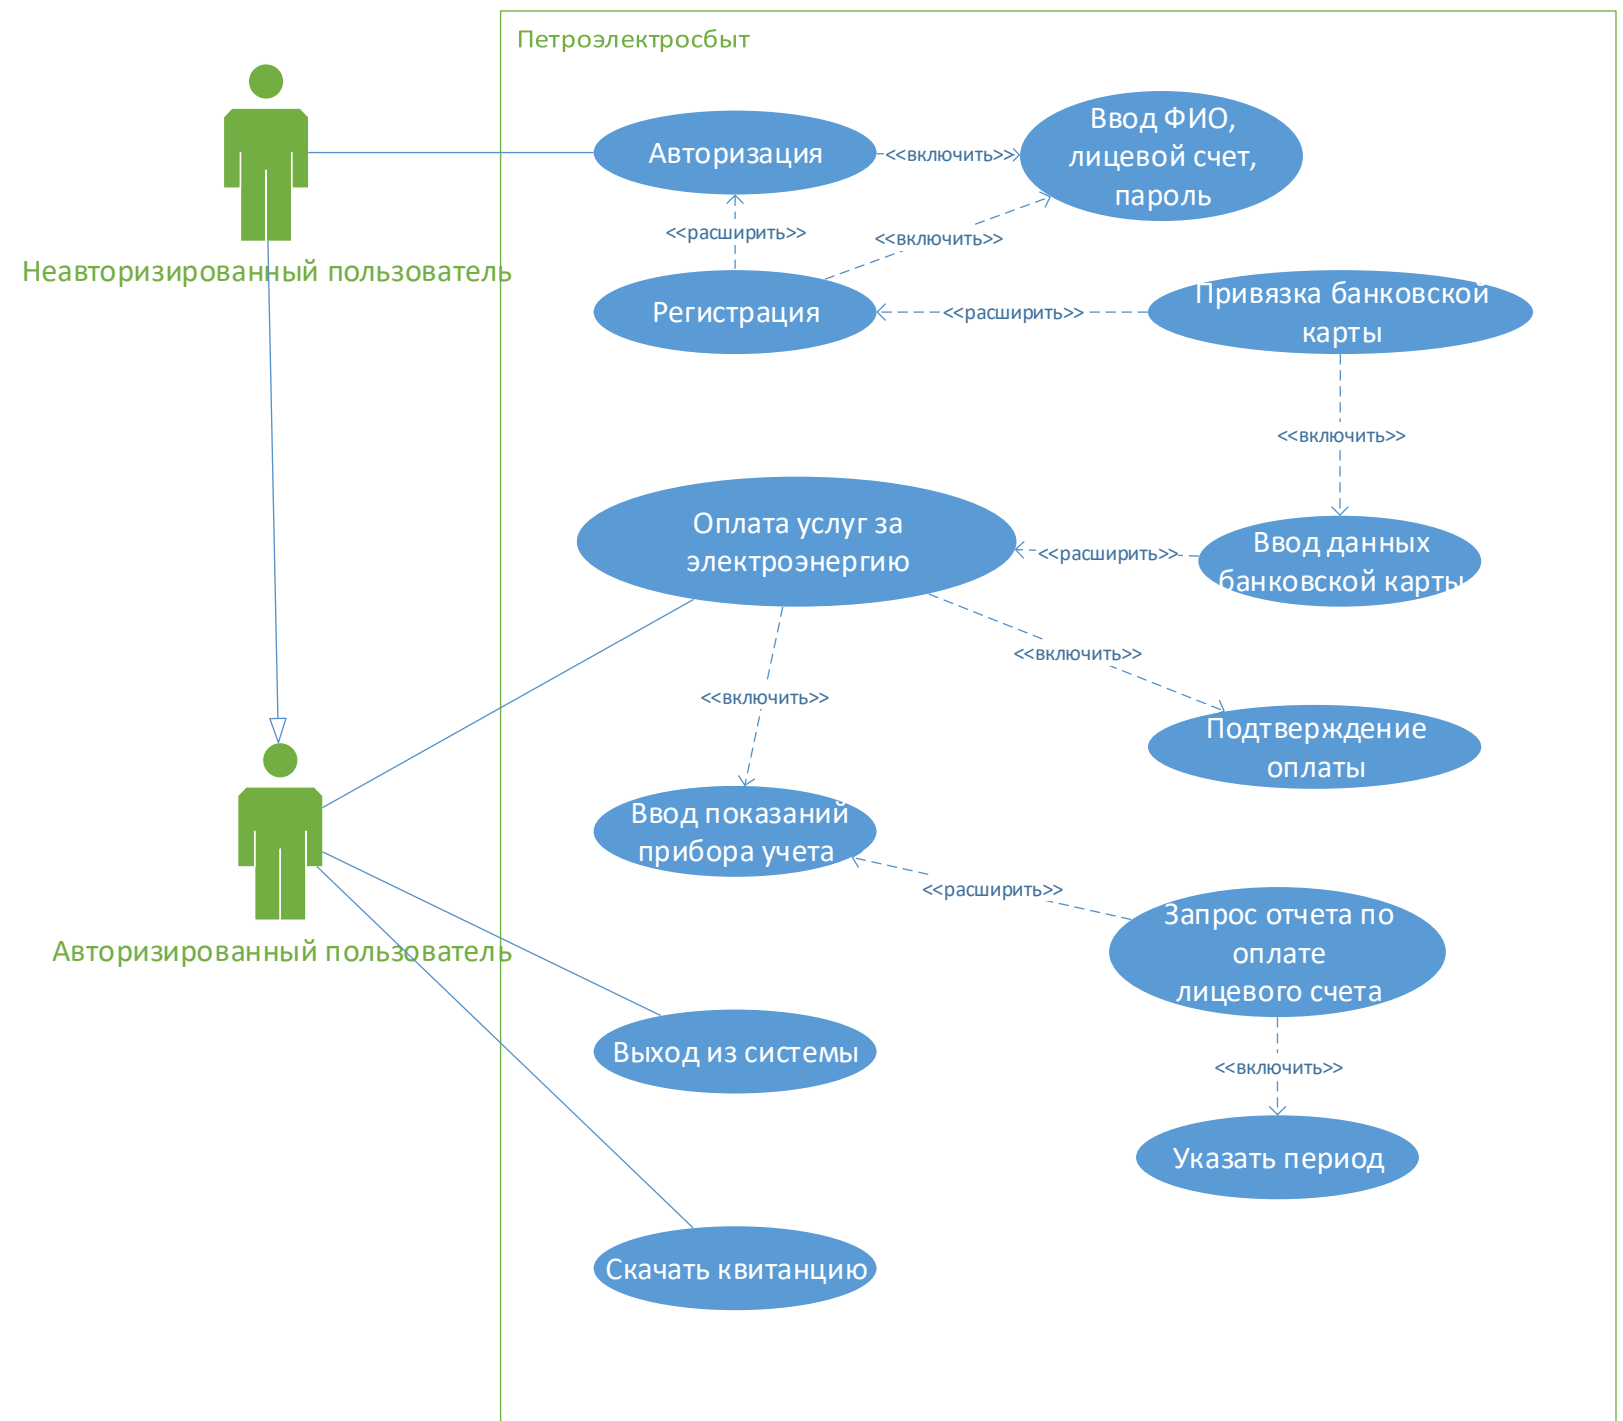 Петроэлектросбыт
Авторизация
<<включить>>
Ввод ФИО,
лицевой счет,
пароль
<<расширить>>
<<включить>>
Неавторизированный пользователь
Регистрация
<<расширить>>
Привязка банковской
карты
<<включить>>
Оплата услуг за
электроэнергию
<<расширить>>
Ввод данных
банковской карты
<<включить>>
<<включить>>
Подтверждение
оплаты
Ввод показаний
прибора учета
<<расширить>>
Запрос отчета по
оплате
лицевого счета
Авторизированный пользователь
Выход из системы
<<включить>>
Указать период
Скачать квитанцию